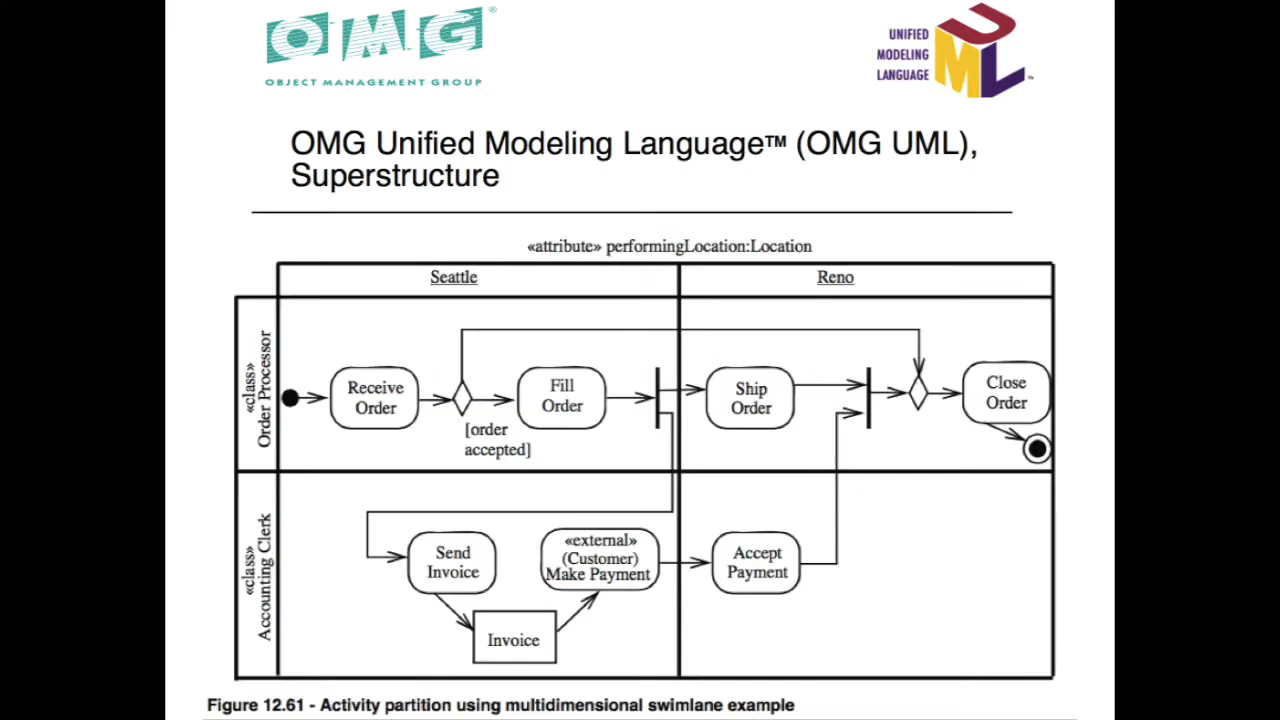 OMG®
OBJECT MANAGEMENT GROUP
UNIFIED
MODELING
LANGUAGE
UML™
OMG Unified Modeling Language™ (OMG UML),
Superstructure
«attribute» performingLocation:Location
Seattle
Reno
«class»
Order Processor
Receive
Order
[order
accepted]
Fill
Order
Ship
Order
Close
Order
«class»
Accounting Clerk
Send
Invoice
Invoice
«external»
(Customer)
Make Payment
Accept
Payment
Figure 12.61 - Activity partition using multidimensional swimlane example